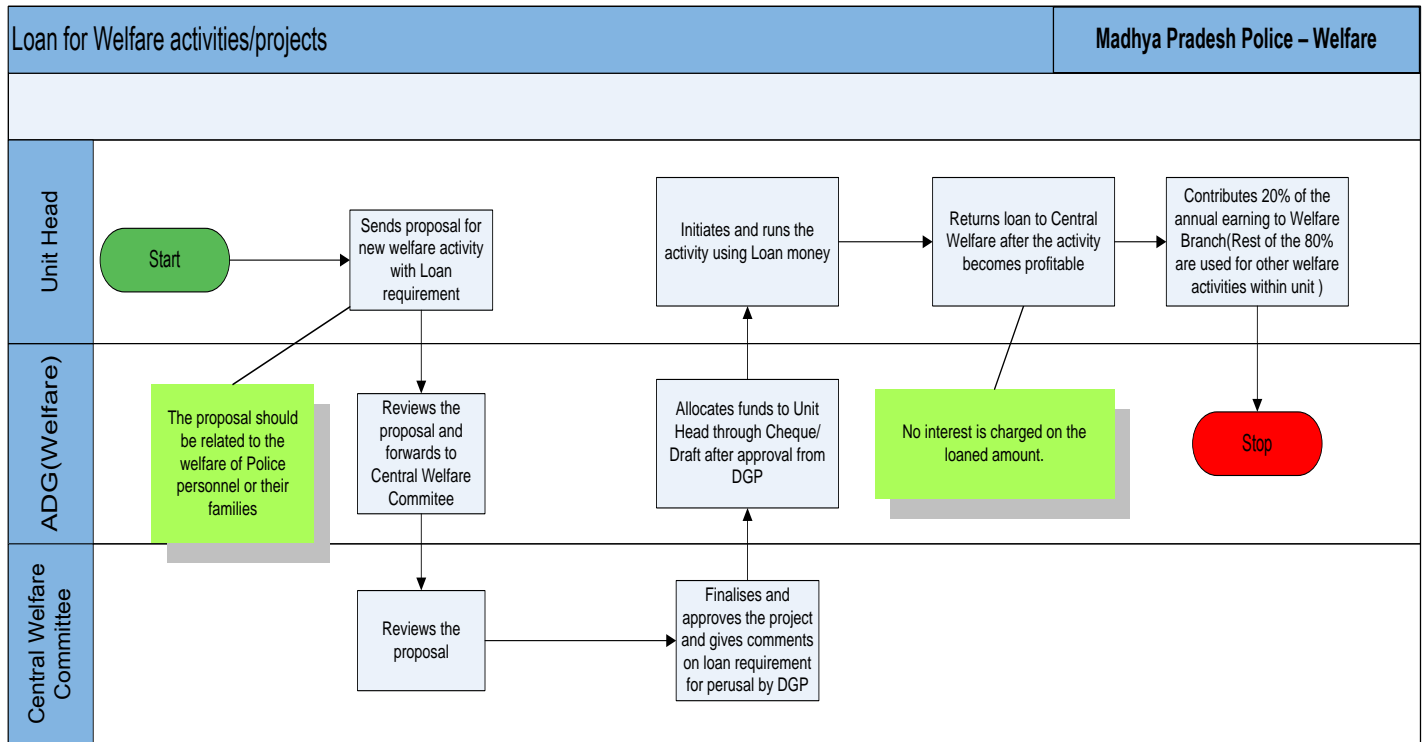 Loan for Welfare activities/projects
Madhya Pradesh Police – Welfare
Unit Head
Start
Sends proposal for
new welfare activity
with Loan
requirement
Initiates and runs the
activity using Loan money
Returns loan to Central
Welfare after the activity
becomes profitable
Contributes 20% of the
annual earning to Welfare
Branch(Rest of the 80%
are used for other welfare
activities within unit )
ADG(Welfare)
The proposal should
be related to the
welfare of Police
personnel or their
families
Reviews the
proposal and
forwards to
Central Welfare
Commitee
Allocates funds to Unit
Head through Cheque/
Draft after approval from
DGP
No interest is charged on the
loaned amount.
Stop
Central Welfare
Committee
Reviews the
proposal
Finalises and
approves the project
and gives comments
on loan requirement
for perusal by DGP